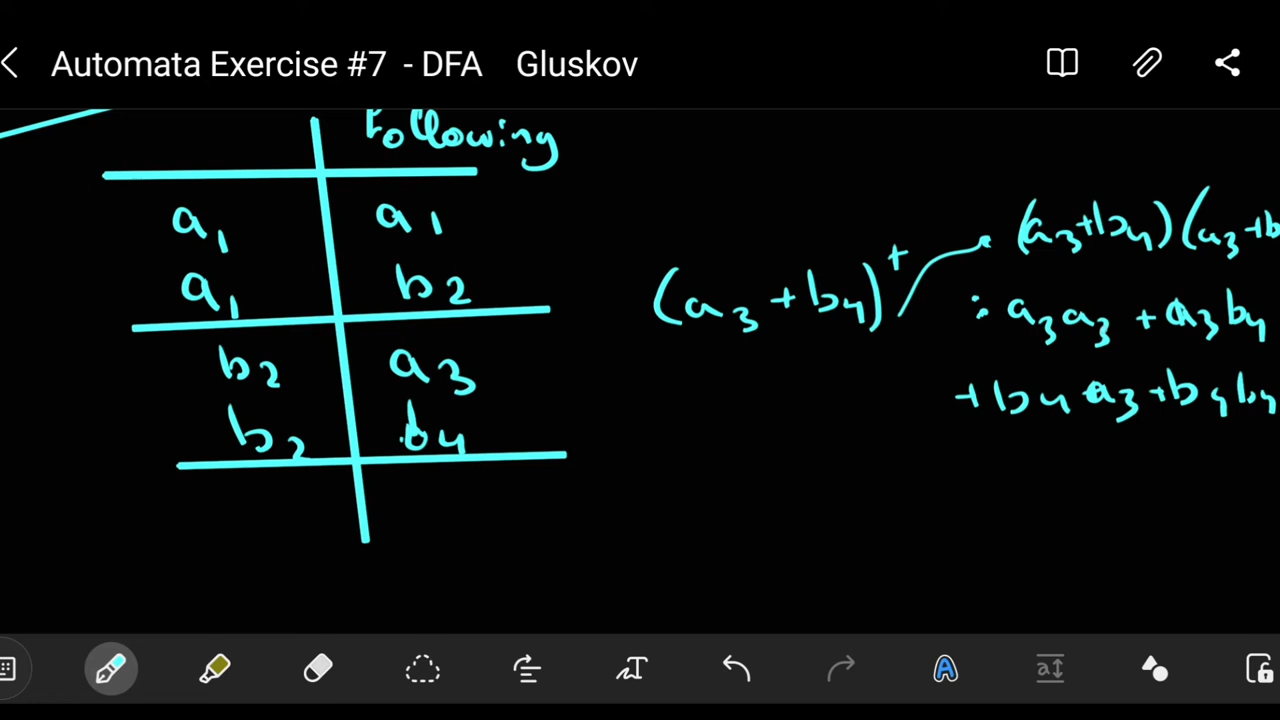 Automata Exercise #7 - DFA Gluskov
Following
a1 a1
a1 b2
b2 a3
b2 b4
(a3+b4)+
(a3+b4)(a3+b
: a3a3 + a3b4
+ b4a3 + b4b4